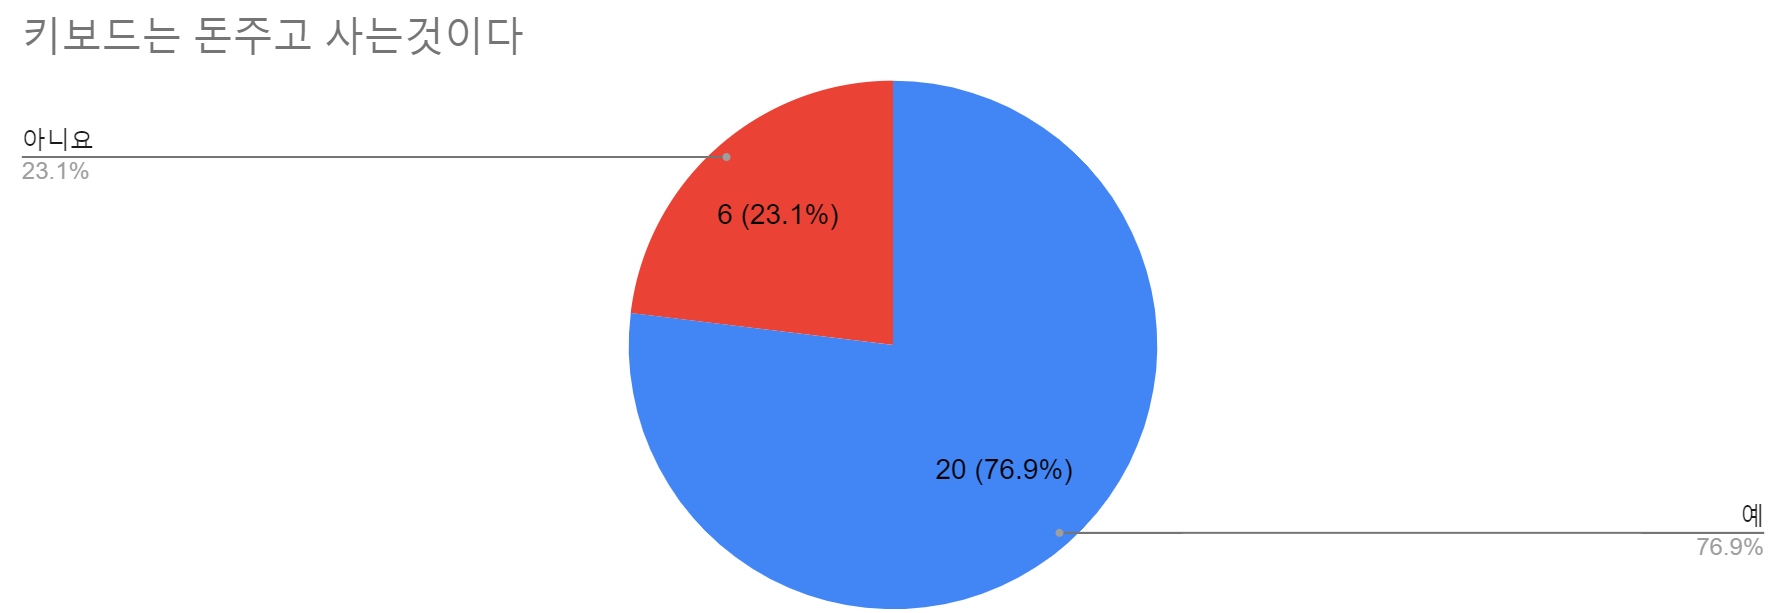 키보드는 돈주고 사는것이다
아니요
23.1%
6 (23.1%)
20 (76.9%)
예
76.9%